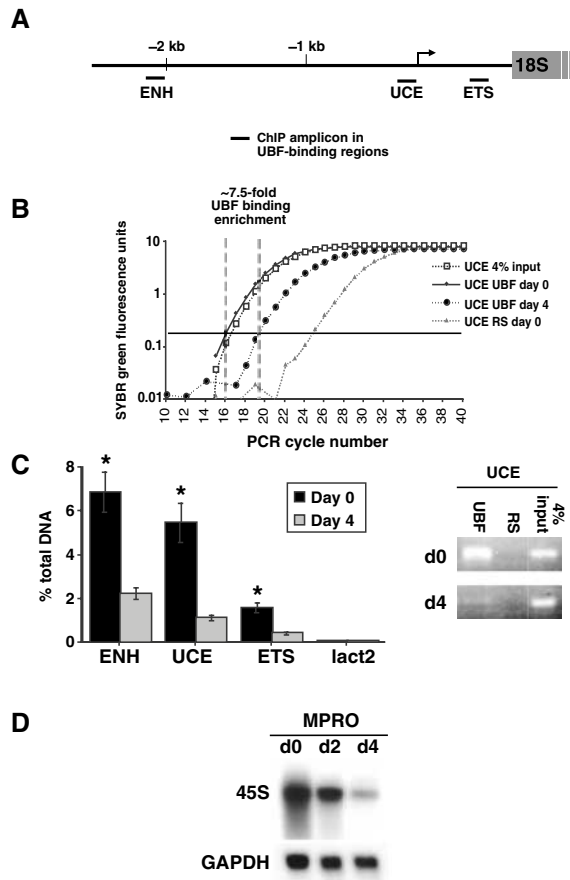 A
–2 kb
–1 kb
18S
ENH
UCE
ETS
ChIP amplicon in
UBF-binding regions
B
~7.5-fold
UBF binding
enrichment
SYBR green fluorescence units
10
1
0.1
0.01
10 12 14 16 18 20 22 24 26 28 30 32 34 36 38 40
PCR cycle number
UCE 4% input
UCE UBF day 0
UCE UBF day 4
UCE RS day 0
C
% total DNA
8
6
4
2
0
* * *
Day 0
Day 4
ENH UCE ETS lact2
UCE
UBF
RS
4%
input
d0
d4
D
MPRO
d0 d2 d4
45S
GAPDH